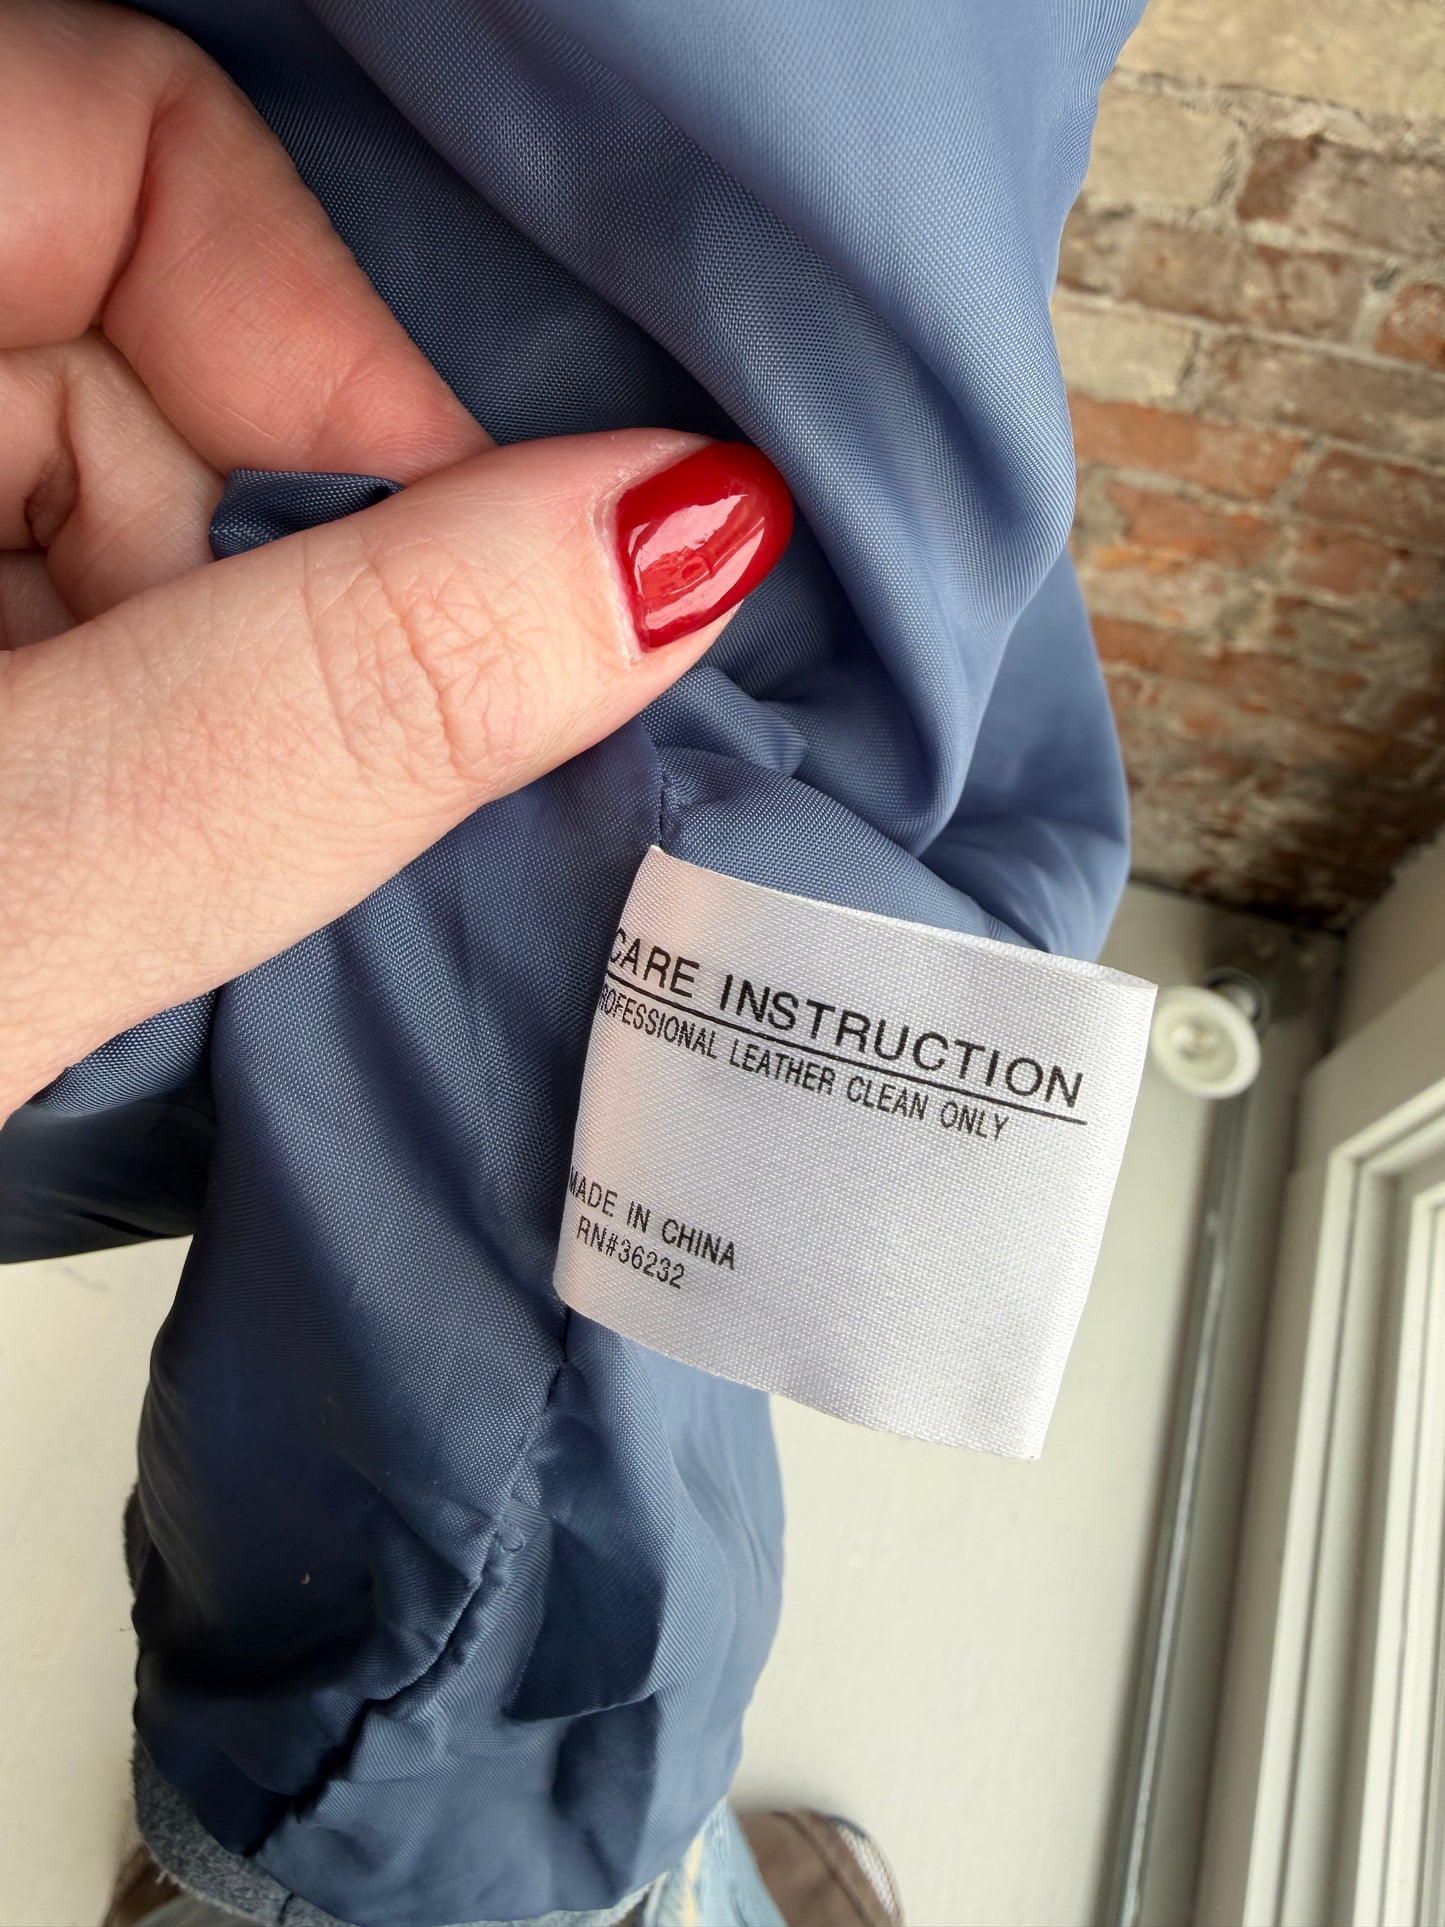 CARE INSTRUCTION
PROFESSIONAL LEATHER CLEAN ONLY
MADE IN CHINA
RN#36232